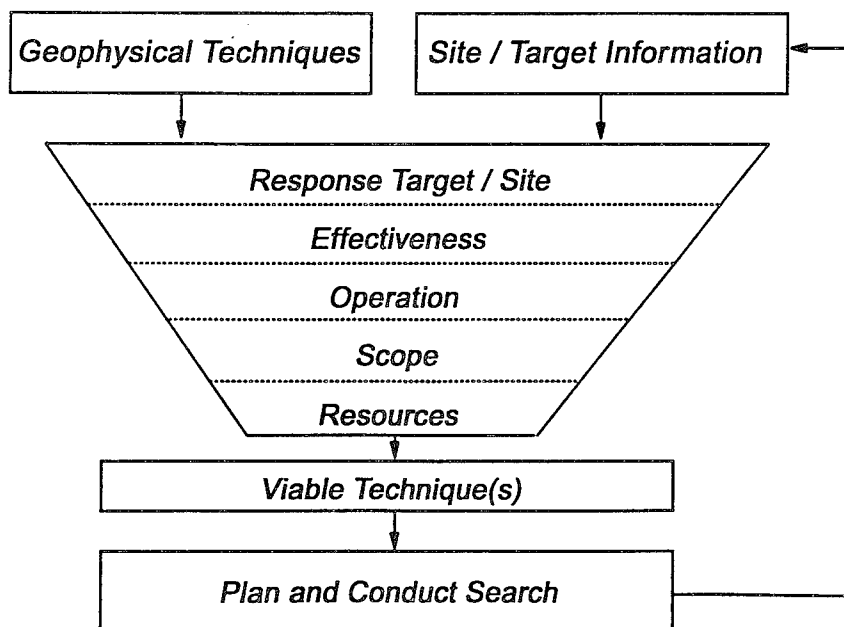 Geophysical Techniques
Site / Target Information
Response Target / Site
Effectiveness
Operation
Scope
Resources
Viable Technique(s)
Plan and Conduct Search